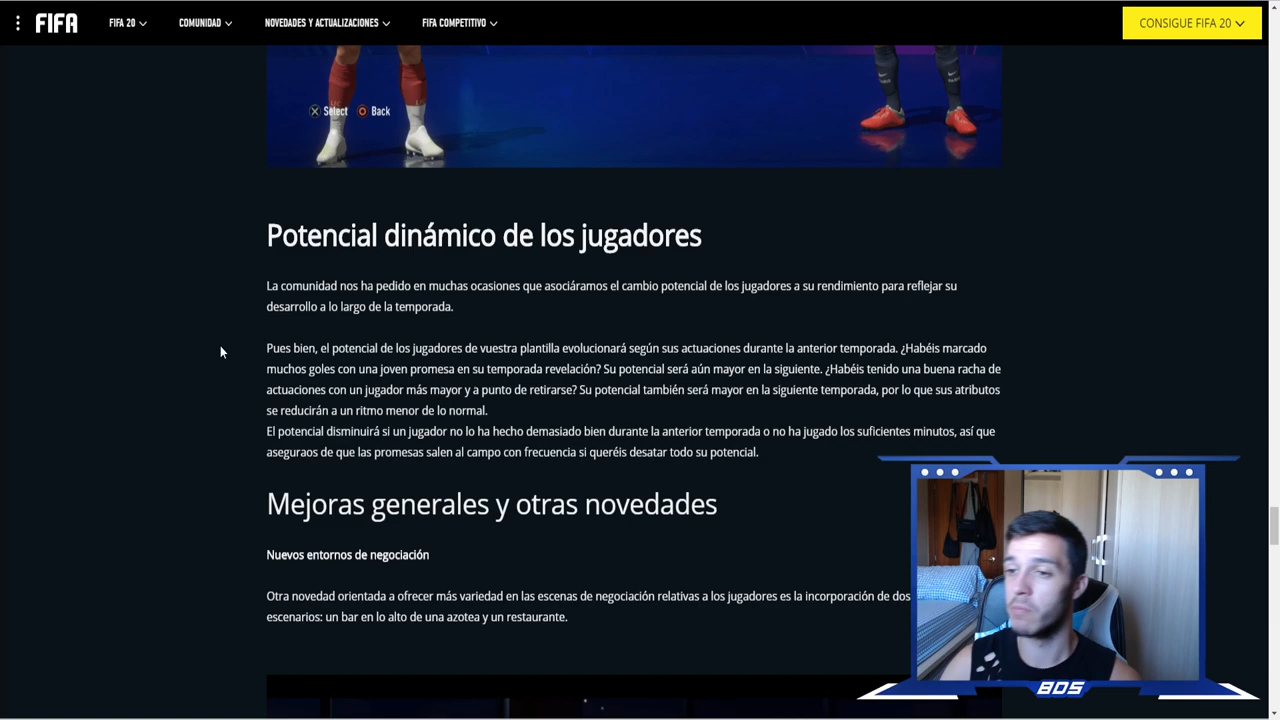 FIFA
FIFA 20
COMUNIDAD
NOVEDADES Y ACTUALIZACIONES
FIFA COMPETITIVO
CONSIGUE FIFA 20
Select
Back
Potencial dinámico de los jugadores
La comunidad nos ha pedido en muchas ocasiones que asociáramos el cambio potencial de los jugadores a su rendimiento para reflejar su
desarrollo a lo largo de la temporada.
Pues bien, el potencial de los jugadores de vuestra plantilla evolucionará según sus actuaciones durante la anterior temporada. ¿Habéis marcado
muchos goles con una joven promesa en su temporada revelación? Su potencial será aún mayor en la siguiente. ¿Habéis tenido una buena racha de
actuaciones con un jugador más mayor y a punto de retirarse? Su potencial también será mayor en la siguiente temporada, por lo que sus atributos
se reducirán a un ritmo menor de lo normal.
El potencial disminuirá si un jugador no lo ha hecho demasiado bien durante la anterior temporada o no ha jugado los suficientes minutos, así que
aseguraos de que las promesas salen al campo con frecuencia si queréis desatar todo su potencial.
Mejoras generales y otras novedades
Nuevos entornos de negociación
Otra novedad orientada a ofrecer más variedad en las escenas de negociación relativas a los jugadores es la incorporación de dos
escenarios: un bar en lo alto de una azotea y un restaurante.
BDS